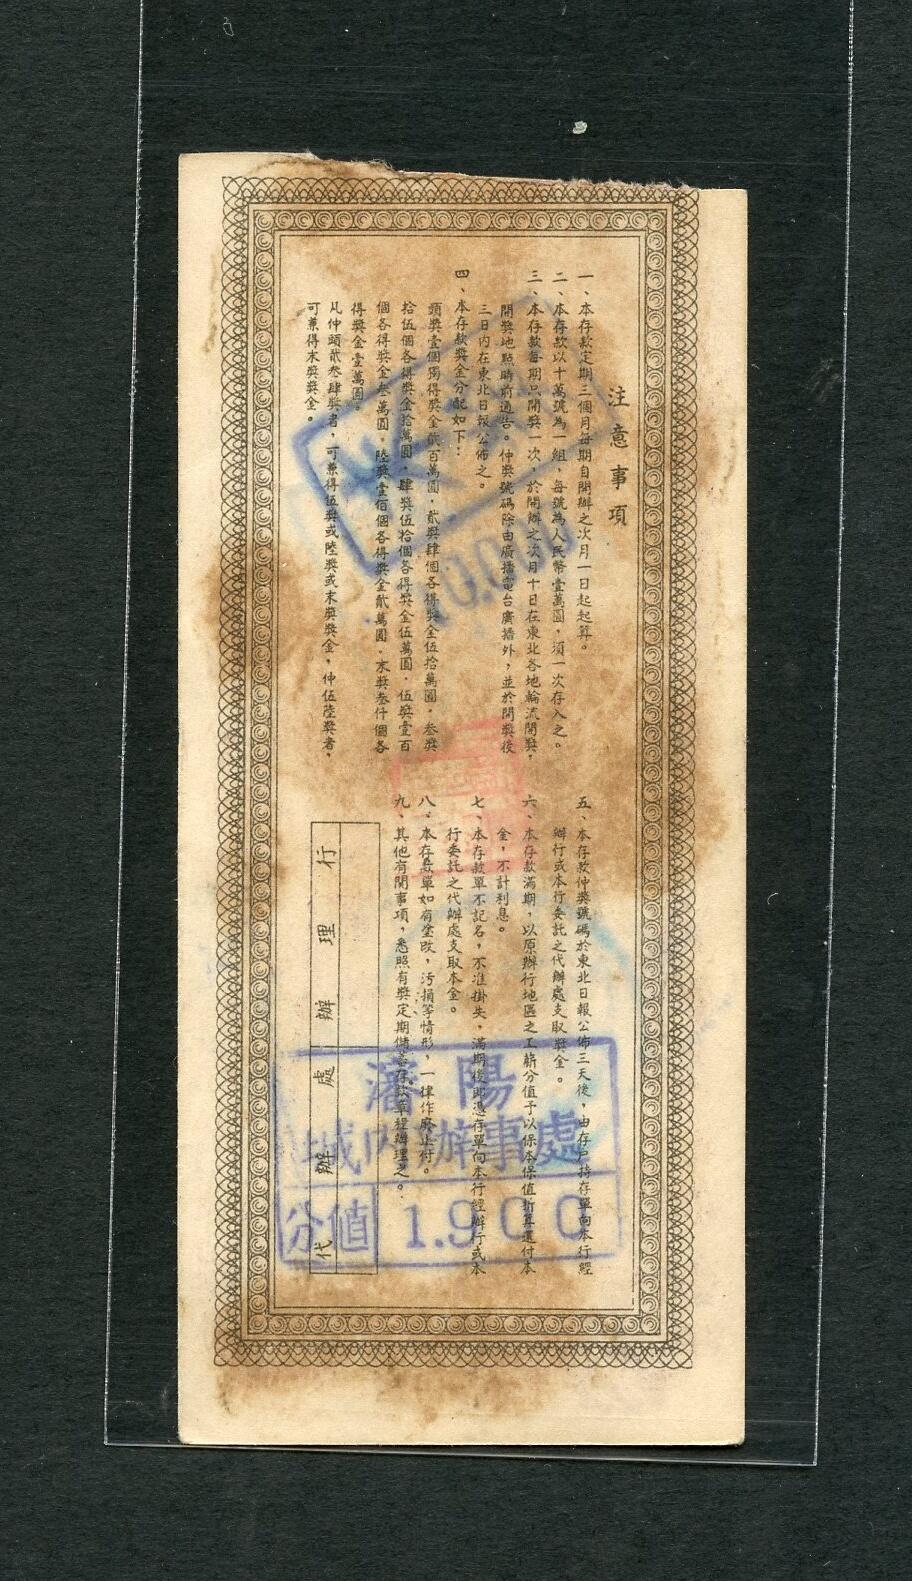 注意事項
一、本存款定期三個月每期自開辦之次月一日起起算。
二、本存款以十萬號為一組，每號為人民幣壹萬圓，須一次存入之。
三、本存款每期只開獎一次，於開辦之次月十日在東北各地輪流開獎，
開獎地點時前通告。仲獎號碼除由廣播電台廣播外，並於開獎後
三日内在東北日報公佈之。
四、本存款獎金分配如下：
頭獎壹個獨得獎金貳百萬圓．貳獎肆個各得獎金伍拾萬圓．叁獎
拾伍個各得獎金拾萬圓．肆獎伍拾個各得獎金伍萬圓．伍獎壹百
個各得獎金叁萬圓．陸獎壹佰個各得獎金貳萬圓．末獎叁仟個各
得獎金壹萬圓。
凡仲頭貳叁肆獎者，可兼得伍獎或陸獎或末獎獎金，仲伍陸獎者，
可兼得末獎獎金。
五、本存款仲獎號碼於東北日報公佈三天後，由存户持存單向本行經
辦行或本行委託之代辦處支取獎金。
六、本存款滿期，以原辦行地區之工薪分值予以保本保值折算還付本
金，不計利息。
七、本存款單不記名，不准掛失，滿期後即憑存單向本行經辦行或本
行委託之代辦處支取本金。
八、本存款單如有塗改，污損等情形，一律作廢止付。
九、其他有關事項，悉照有獎定期儲蓄存款章程辦理之。
行理辦
處辦代
瀋陽
城内辦事處
分值 1.900